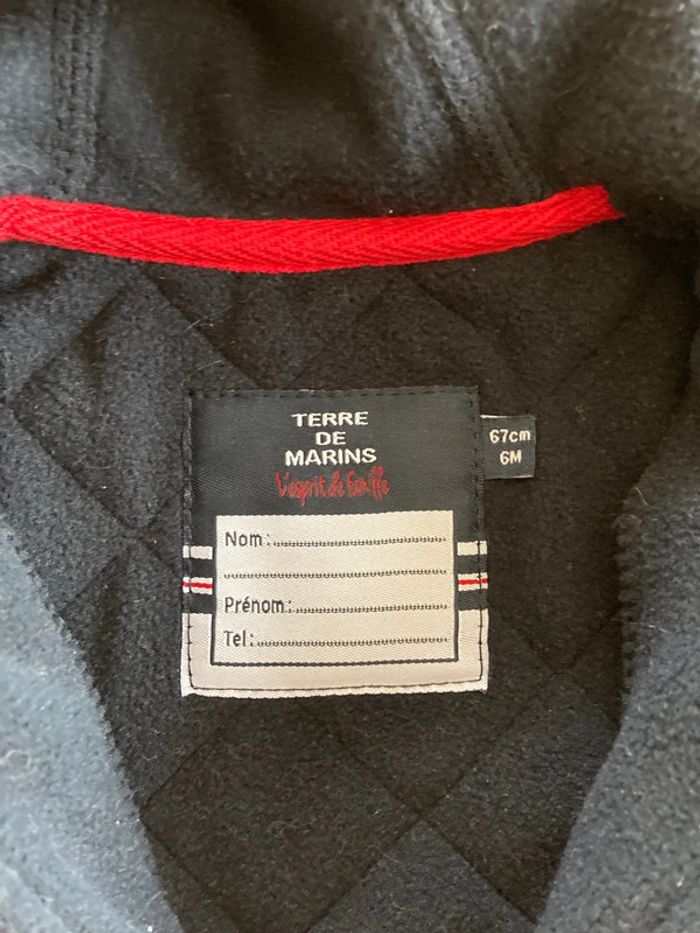 TERRE
DE
MARINS
L'esprit de famille
67cm
6M
Nom:
Prénom:
Tel: